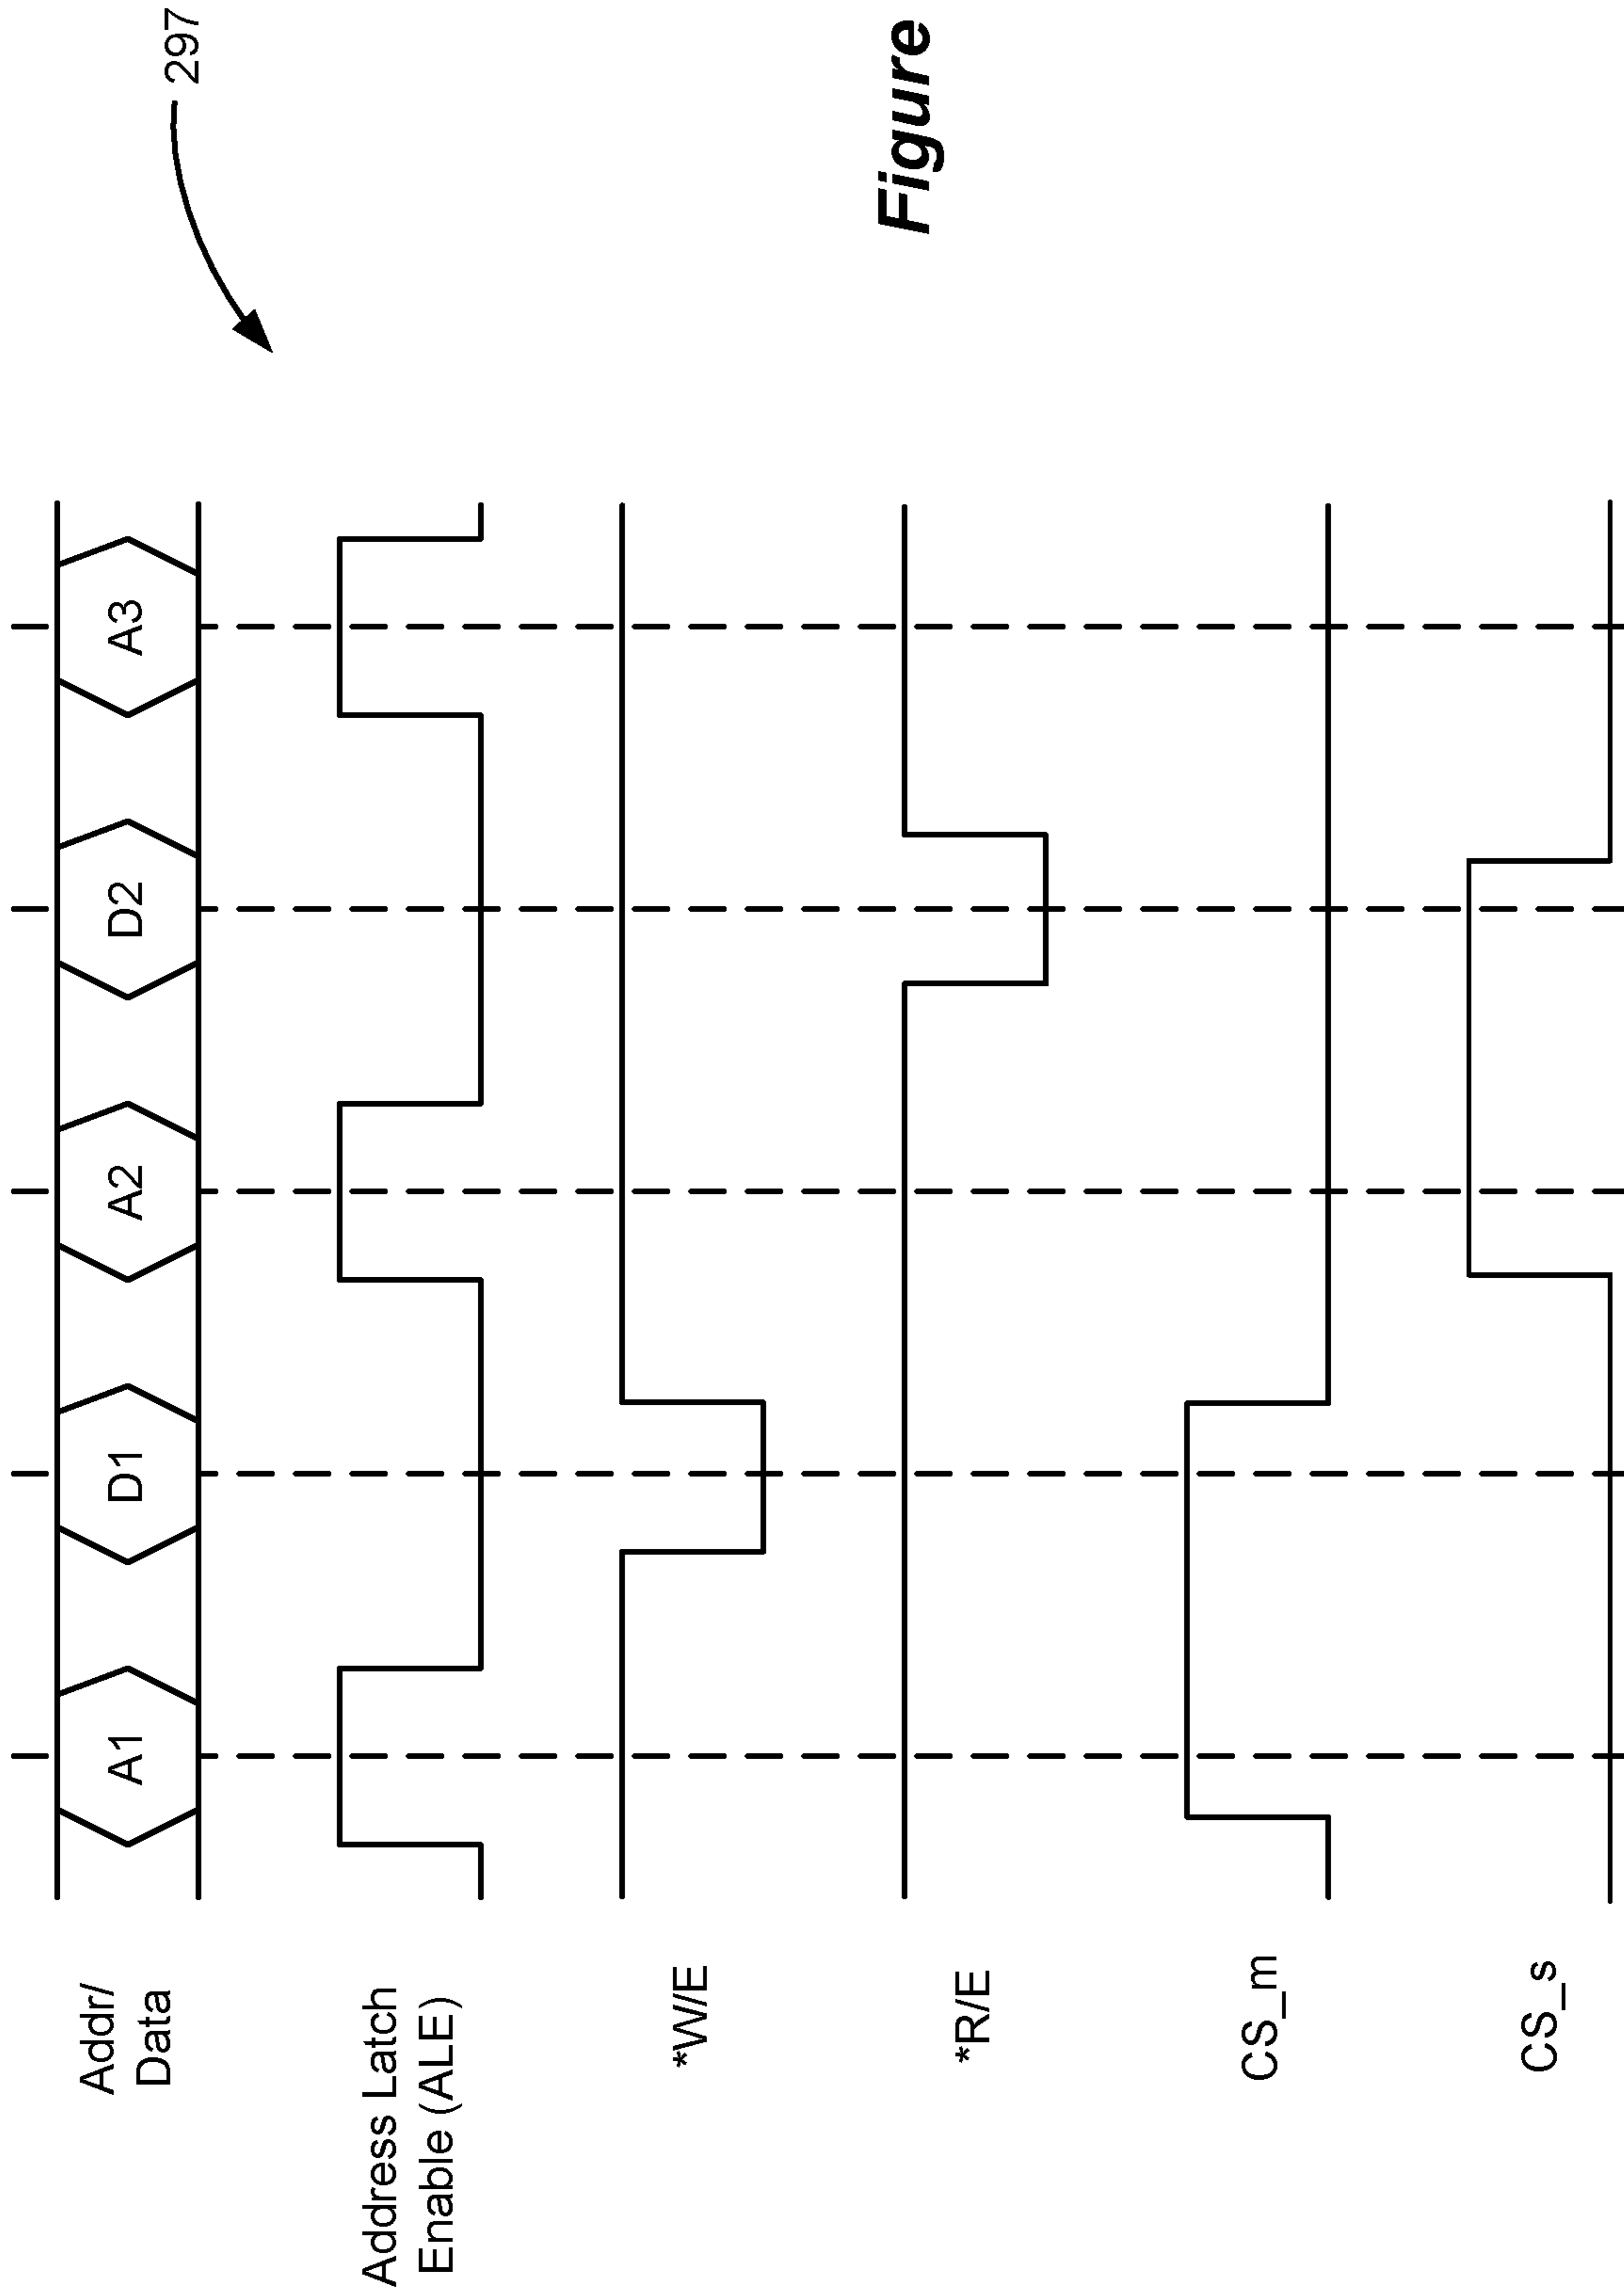 297
Addr/
Data
A1
D1
A2
D2
A3
Address Latch
Enable (ALE)
*W/E
*R/E
CS_m
CS_s
Figure